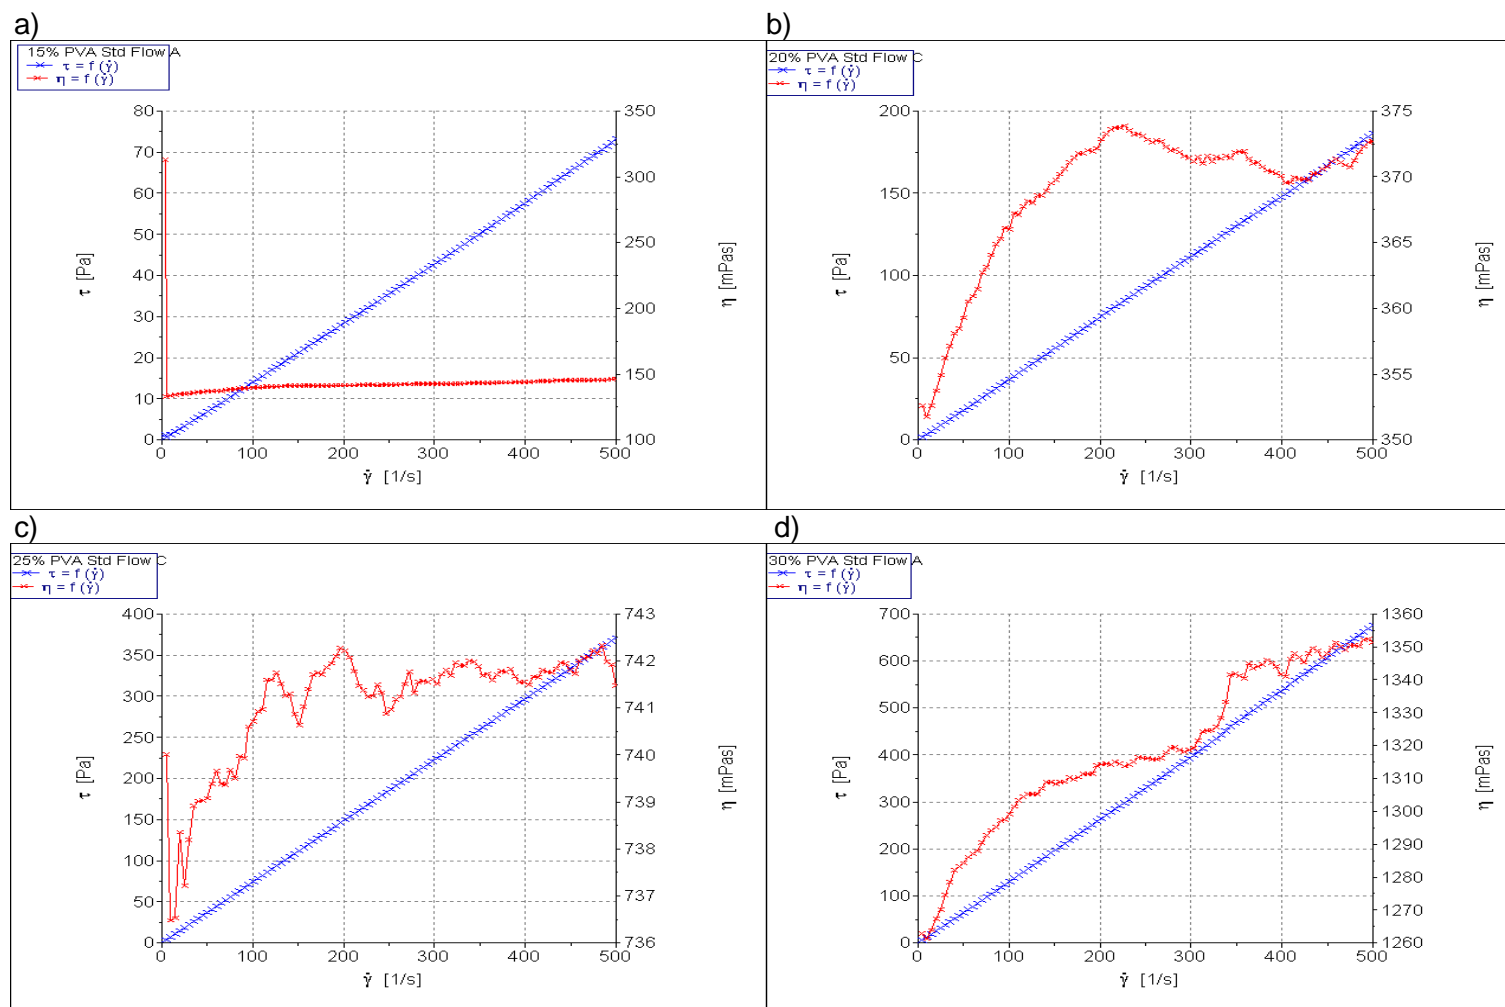 a)
15% PVA Std Flow A
τ = f (γ̇)
η = f (γ̇)
80
70
60
50
40
30
20
10
0
τ [Pa]
350
300
250
200
150
100
η [mPas]
0 100 200 300 400 500
γ̇ [1/s]
b)
20% PVA Std Flow C
τ = f (γ̇)
η = f (γ̇)
200
150
100
50
0
τ [Pa]
375
370
365
360
355
350
η [mPas]
0 100 200 300 400 500
γ̇ [1/s]
c)
25% PVA Std Flow C
τ = f (γ̇)
η = f (γ̇)
400
350
300
250
200
150
100
50
0
τ [Pa]
743
742
741
740
739
738
737
736
η [mPas]
0 100 200 300 400 500
γ̇ [1/s]
d)
30% PVA Std Flow A
τ = f (γ̇)
η = f (γ̇)
700
600
500
400
300
200
100
0
τ [Pa]
1360
1350
1340
1330
1320
1310
1300
1290
1280
1270
1260
η [mPas]
0 100 200 300 400 500
γ̇ [1/s]